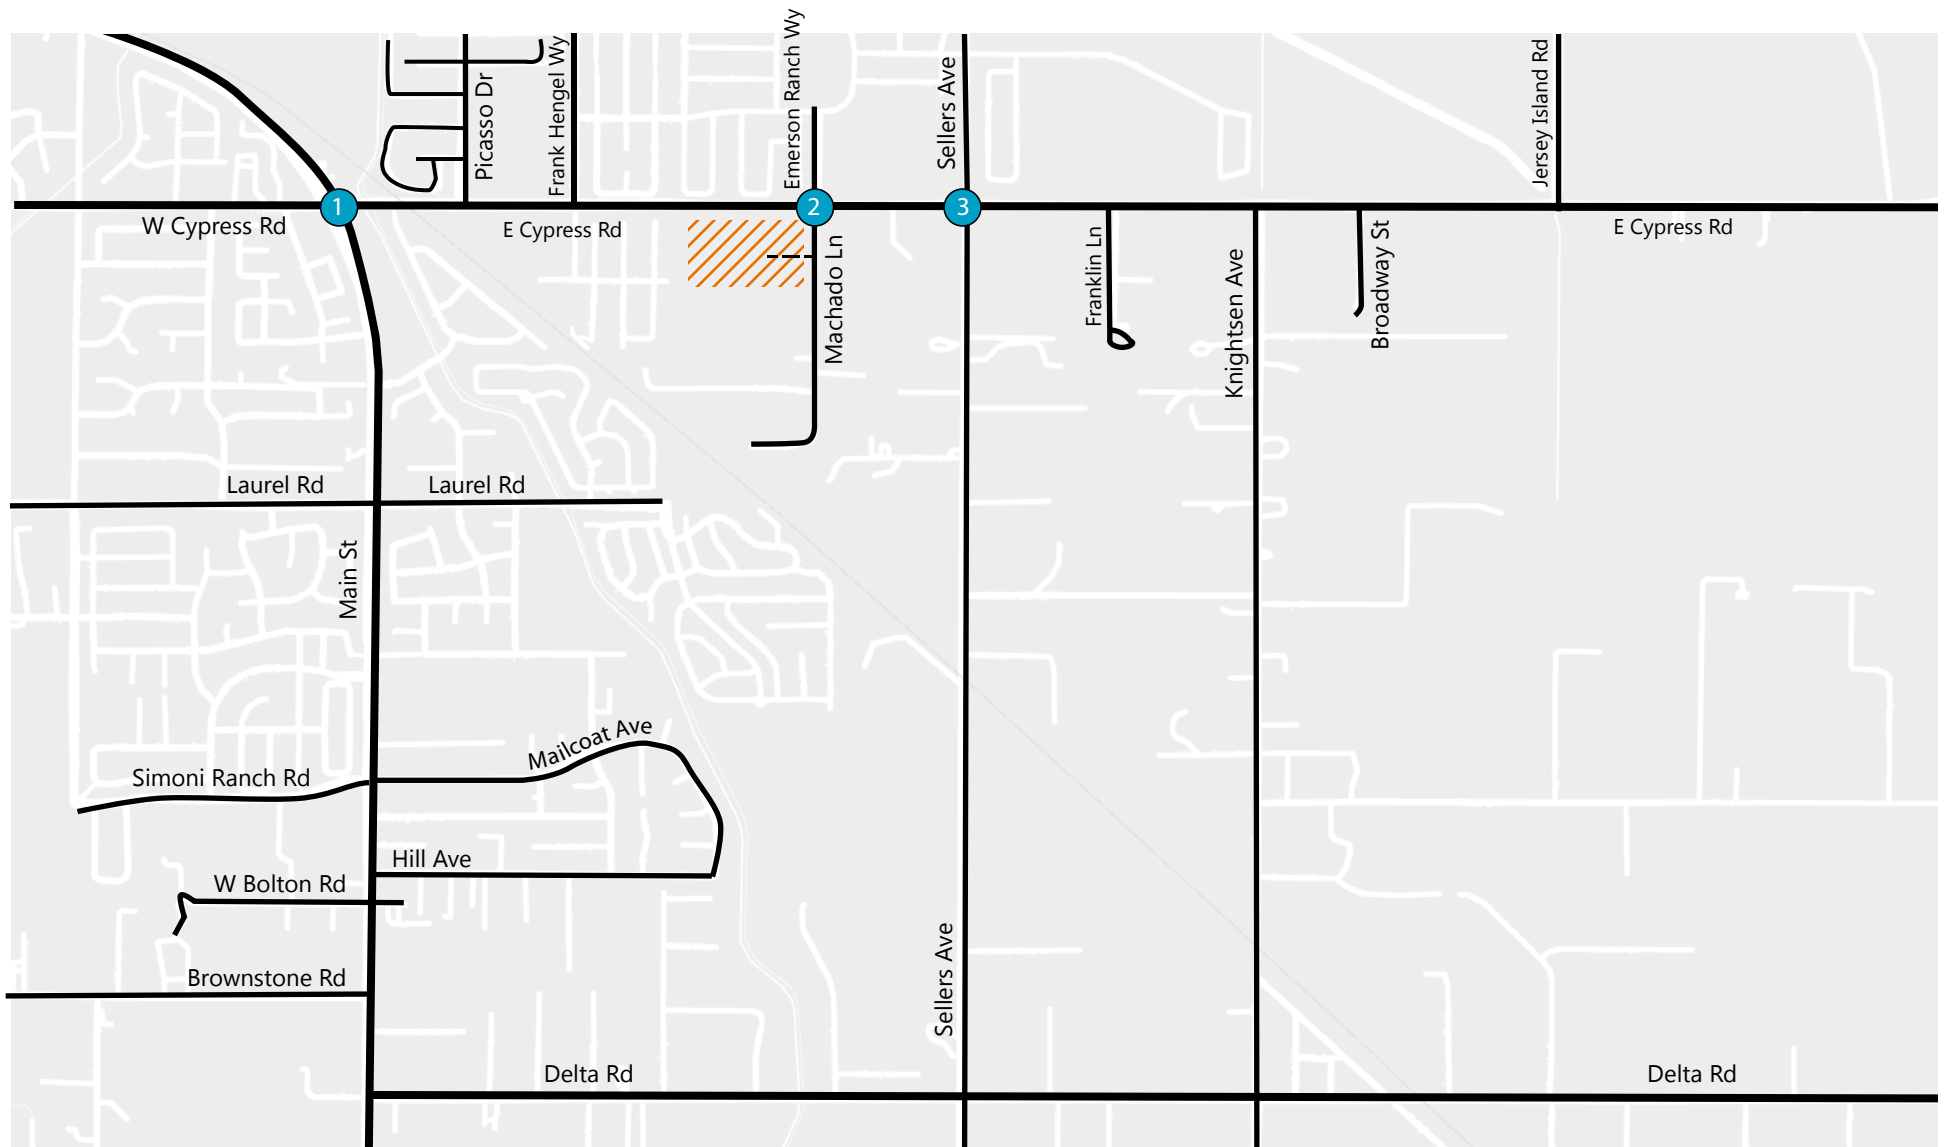 Emerson Ranch Wy
Frank Hengel Wy
Picasso Dr
Sellers Ave
Jersey Island Rd
1
2
3
W Cypress Rd
E Cypress Rd
E Cypress Rd
Machado Ln
Franklin Ln
Knightsen Ave
Broadway St
Laurel Rd
Laurel Rd
Main St
Mailcoat Ave
Simoni Ranch Rd
Hill Ave
W Bolton Rd
Brownstone Rd
Sellers Ave
Delta Rd
Delta Rd